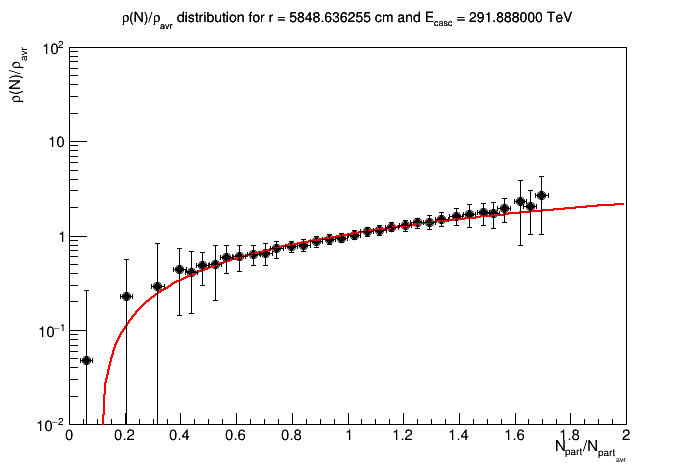 ρ(N)/ρavr distribution for r = 5848.636255 cm and Ecasc = 291.888000 TeV
ρ(N)/ρavr
10²
10
1
10⁻¹
10⁻²
0 0.2 0.4 0.6 0.8 1 1.2 1.4 1.6 1.8 2
Npart/Npartavr